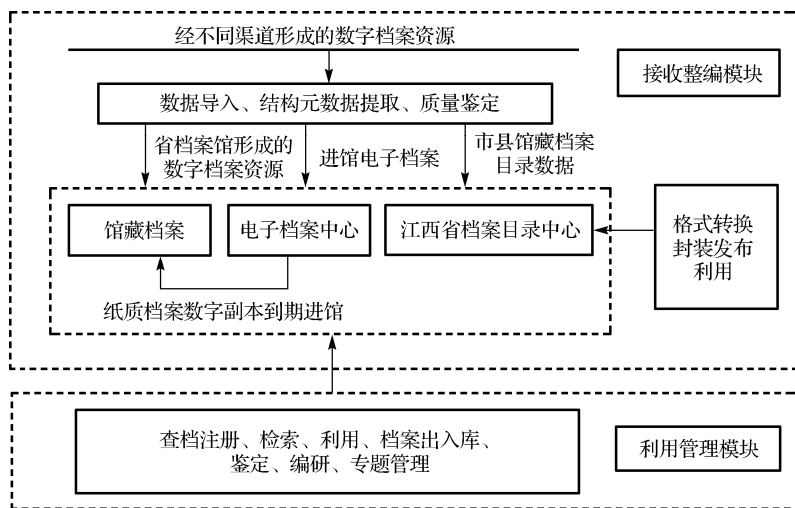 经不同渠道形成的数字档案资源
接收整编模块
数据导入、结构元数据提取、质量鉴定
省档案馆形成的
数字档案资源
进馆电子档案
市县馆藏档案
目录数据
馆藏档案
电子档案中心
江西省档案目录中心
格式转换
封装发布
利用
纸质档案数字副本到期进馆
查档注册、检索、利用、档案出入库、
鉴定、编研、专题管理
利用管理模块